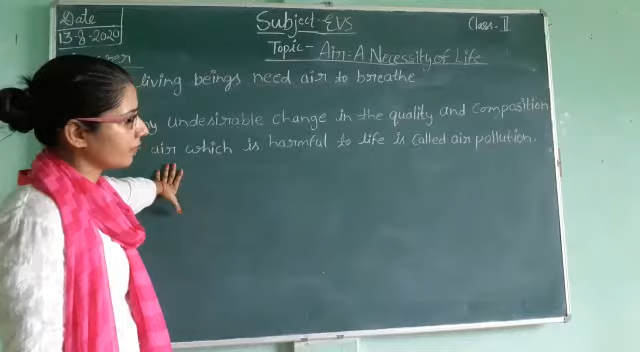 Date
Subject-EVS
Class-II
13-8-2020
Topic- Air:A Necessity of Life
living beings need air to breathe
undesirable change in the quality and composition
air which is harmful to life is called air pollution.